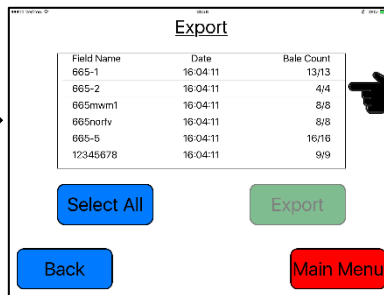 Export
Field Name Date Bale Count
665-1 16:04:11 13/13
665-2 16:04:11 4/4
665mwm1 16:04:11 8/8
665norfv 16:04:11 8/8
665-5 16:04:11 16/16
12345678 16:04:11 9/9
Select All Export
Back Main Menu